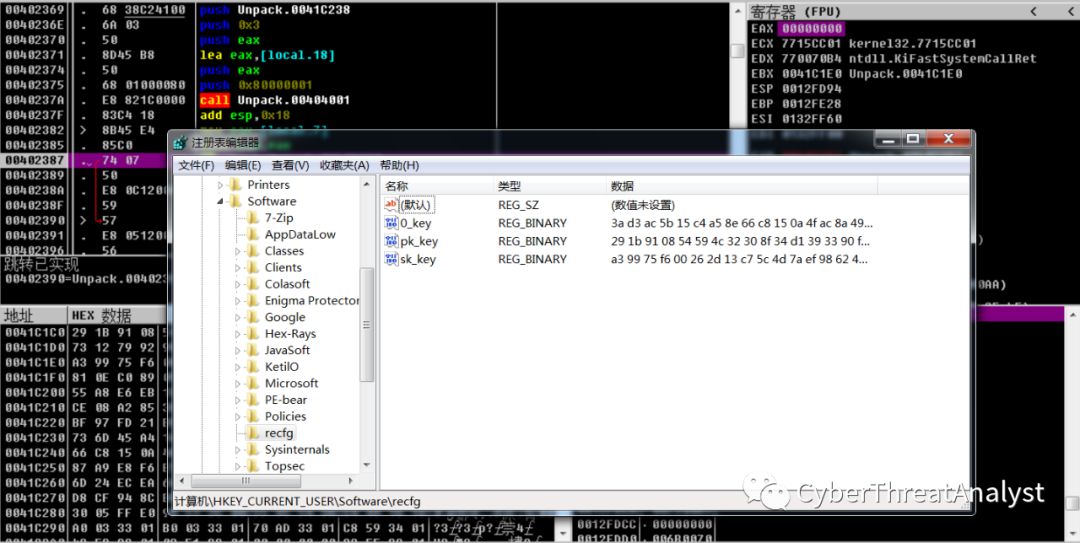 00402369 . 68 38C24100 push Unpack.0041C238
0040236E . 6A 03 push 0x3
00402370 . 50 push eax
00402371 . 8D45 B8 lea eax,[local.18]
00402374 . 50 push eax
00402375 . 68 01000080 push 0x80000001
0040237A . E8 821C0000 call Unpack.00404001
0040237F . 83C4 18 add esp,0x18
00402382 > 8B45 E4
00402385 . 85C0
00402387 . 74 07
00402389 . 50
0040238A . E8 0C120
0040238F . 59
00402390 > 57
00402391 . E8 05120
00402396 . 56
跳转已实现
00402390=Unpack.00402
寄存器 (FPU)
EAX 00000000
ECX 7715CC01 kernel32.7715CC01
EDX 770070B4 ntdll.KiFastSystemCallRet
EBX 0041C1E0 Unpack.0041C1E0
ESP 0012FD94
EBP 0012FE28
ESI 0132FF60
注册表编辑器
文件(F) 编辑(E) 查看(V) 收藏夹(A) 帮助(H)
Printers
Software
7-Zip
AppDataLow
Classes
Clients
Colasoft
Enigma Protector
Google
Hex-Rays
JavaSoft
KetilO
Microsoft
PE-bear
Policies
recfg
Sysinternals
Topsec
名称 类型 数据
(默认) REG_SZ (数值未设置)
0_key REG_BINARY 3a d3 ac 5b 15 c4 a5 8e 66 c8 15 0a 4f ac 8a 49...
pk_key REG_BINARY 29 1b 91 08 54 59 4c 32 30 8f 34 d1 39 33 90 f...
sk_key REG_BINARY a3 99 75 f6 00 26 2d 13 c7 5c 4d 7a ef 98 62 4...
计算机\HKEY_CURRENT_USER\Software\recfg
地址 HEX 数据
0041C1C0 29 1B 91 08
0041C1D0 73 12 79 92
0041C1E0 A3 99 75 F6
0041C1F0 81 0E C0 89
0041C200 55 A8 E6 EB
0041C210 CE 08 A2 85
0041C220 BF 97 FD 21
0041C230 73 6D 45 A4
0041C240 66 C8 15 0A
0041C250 87 A9 E8 F6
0041C260 6D 24 EC EA
0041C270 D8 CF 94 8C
0041C280 30 05 FF E0
0041C290 A0 03 33 01 B0 03 33 01 70 AD 33 01 C8 59 34 01
0012FDCC . 00000000
0012FDD0 . 006B0070
CyberThreatAnalyst